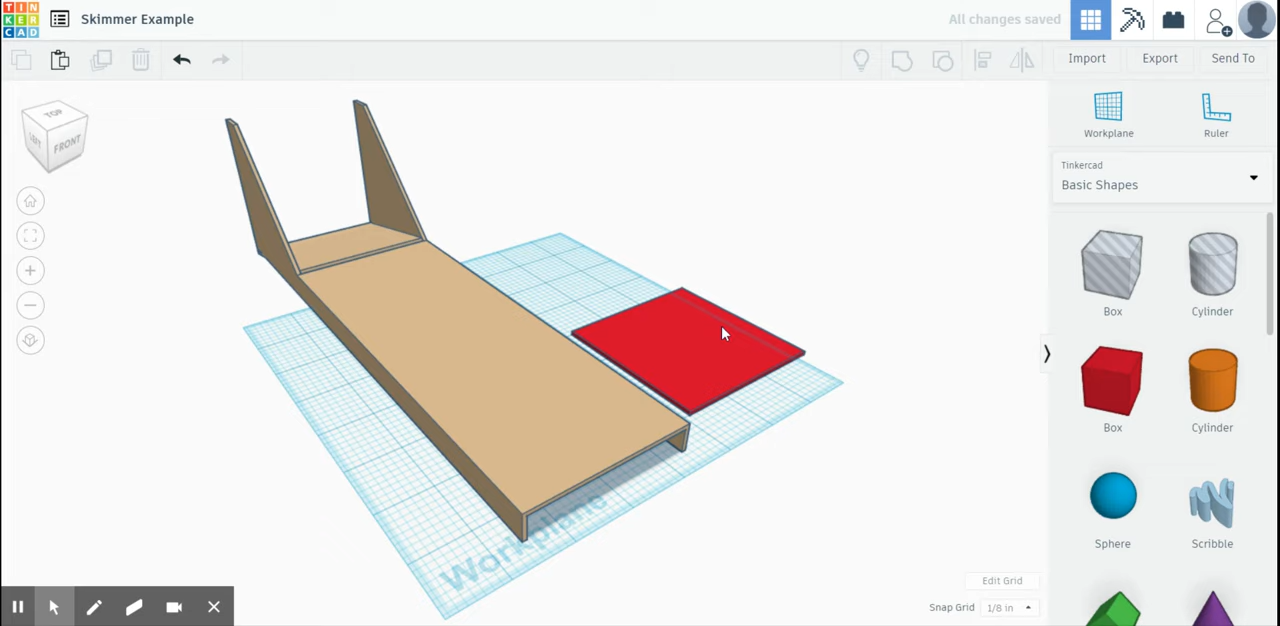 TIN
KER
CAD
Skimmer Example
All changes saved
Import
Export
Send To
TOP
LEFT
FRONT
Workplane
Ruler
Tinkercad
Basic Shapes
Box
Cylinder
Box
Cylinder
Sphere
Scribble
Workplane
Edit Grid
Snap Grid
1/8 in